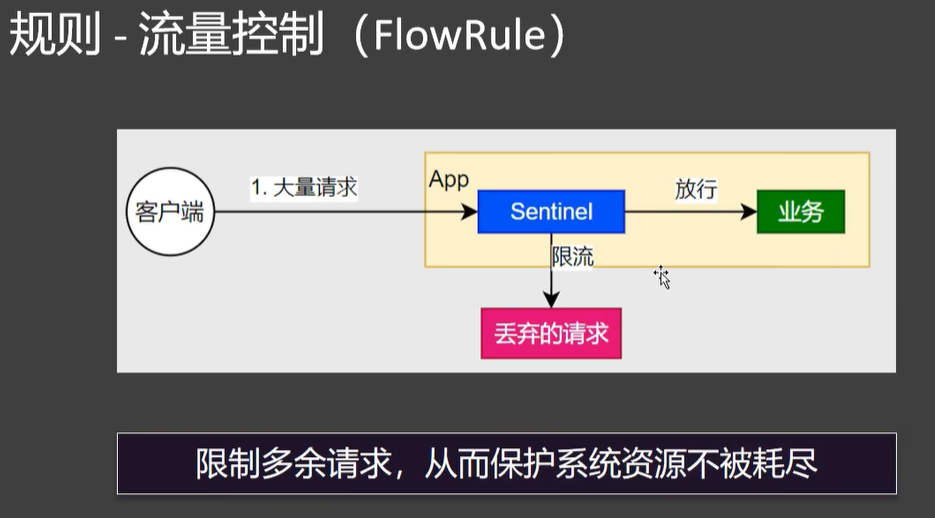 规则 - 流量控制（FlowRule）
1. 大量请求
App
客户端
Sentinel
放行
业务
限流
丢弃的请求
限制多余请求，从而保护系统资源不被耗尽